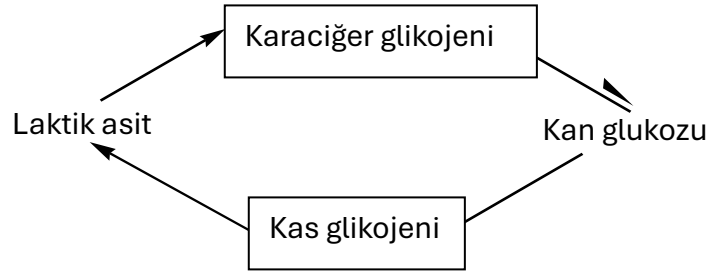 Karaciğer glikojeni
Laktik asit
Kan glukozu
Kas glikojeni